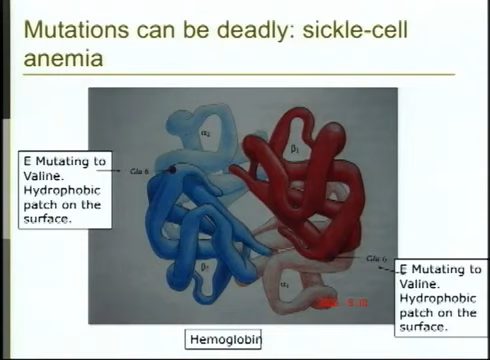 Mutations can be deadly: sickle-cell
anemia
E Mutating to
Valine.
Hydrophobic
patch on the
surface.
α₂
Glu 6
β₁
β₂
α₁
Glu 6
E Mutating to
Valine.
Hydrophobic
patch on the
surface.
Hemoglobin